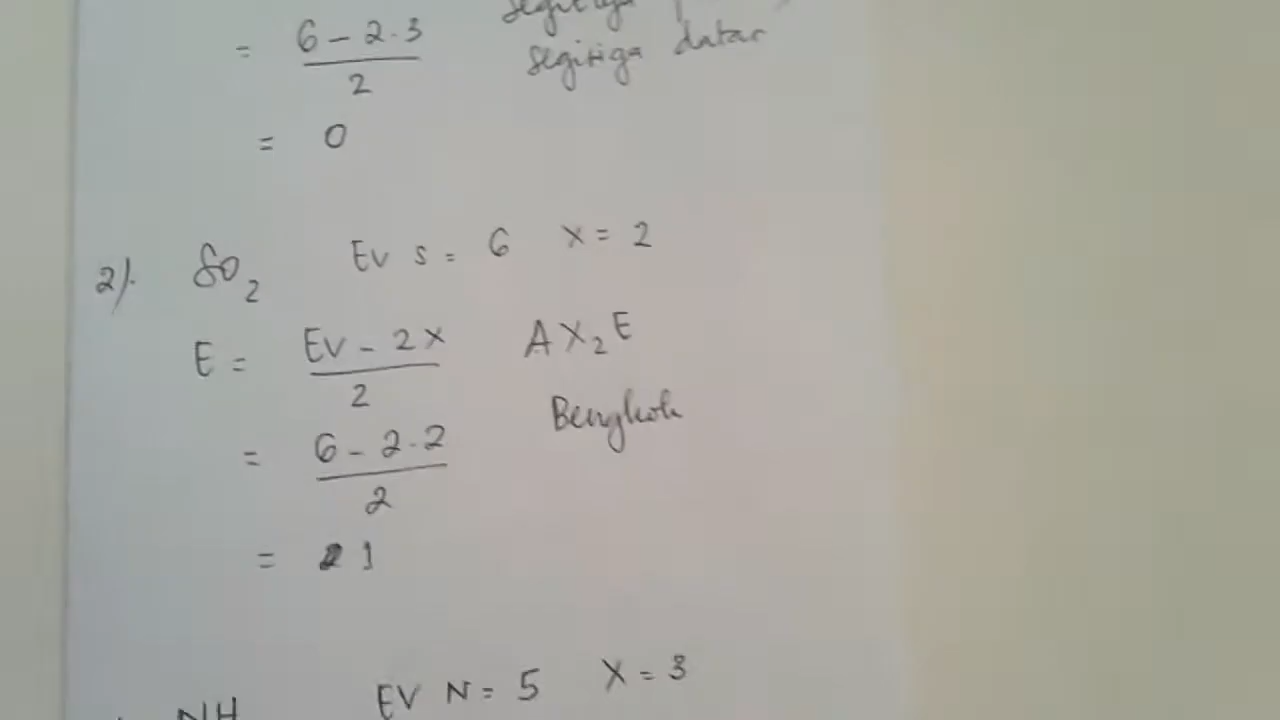 = 6 - 2.3 / 2
segitiga datar
= 0
2). SO2 EV S = 6 X = 2
E = EV - 2X / 2 AX2E
= 6 - 2.2 / 2 Bengkok
= 1
NH EV N = 5 X = 3